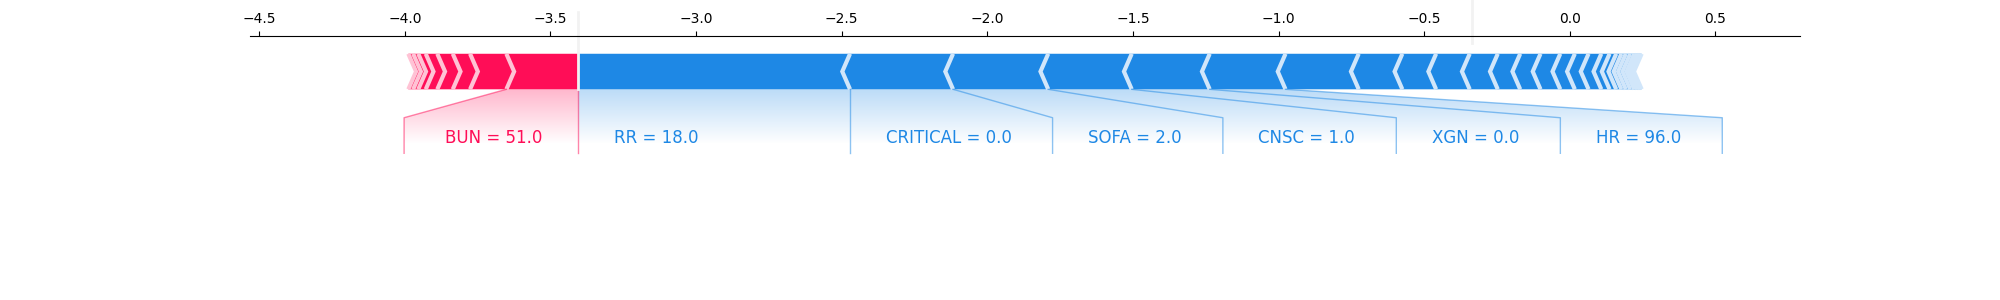 −4.5 −4.0 −3.5 −3.0 −2.5 −2.0 −1.5 −1.0 −0.5 0.0 0.5
BUN = 51.0 RR = 18.0 CRITICAL = 0.0 SOFA = 2.0 CNSC = 1.0 XGN = 0.0 HR = 96.0